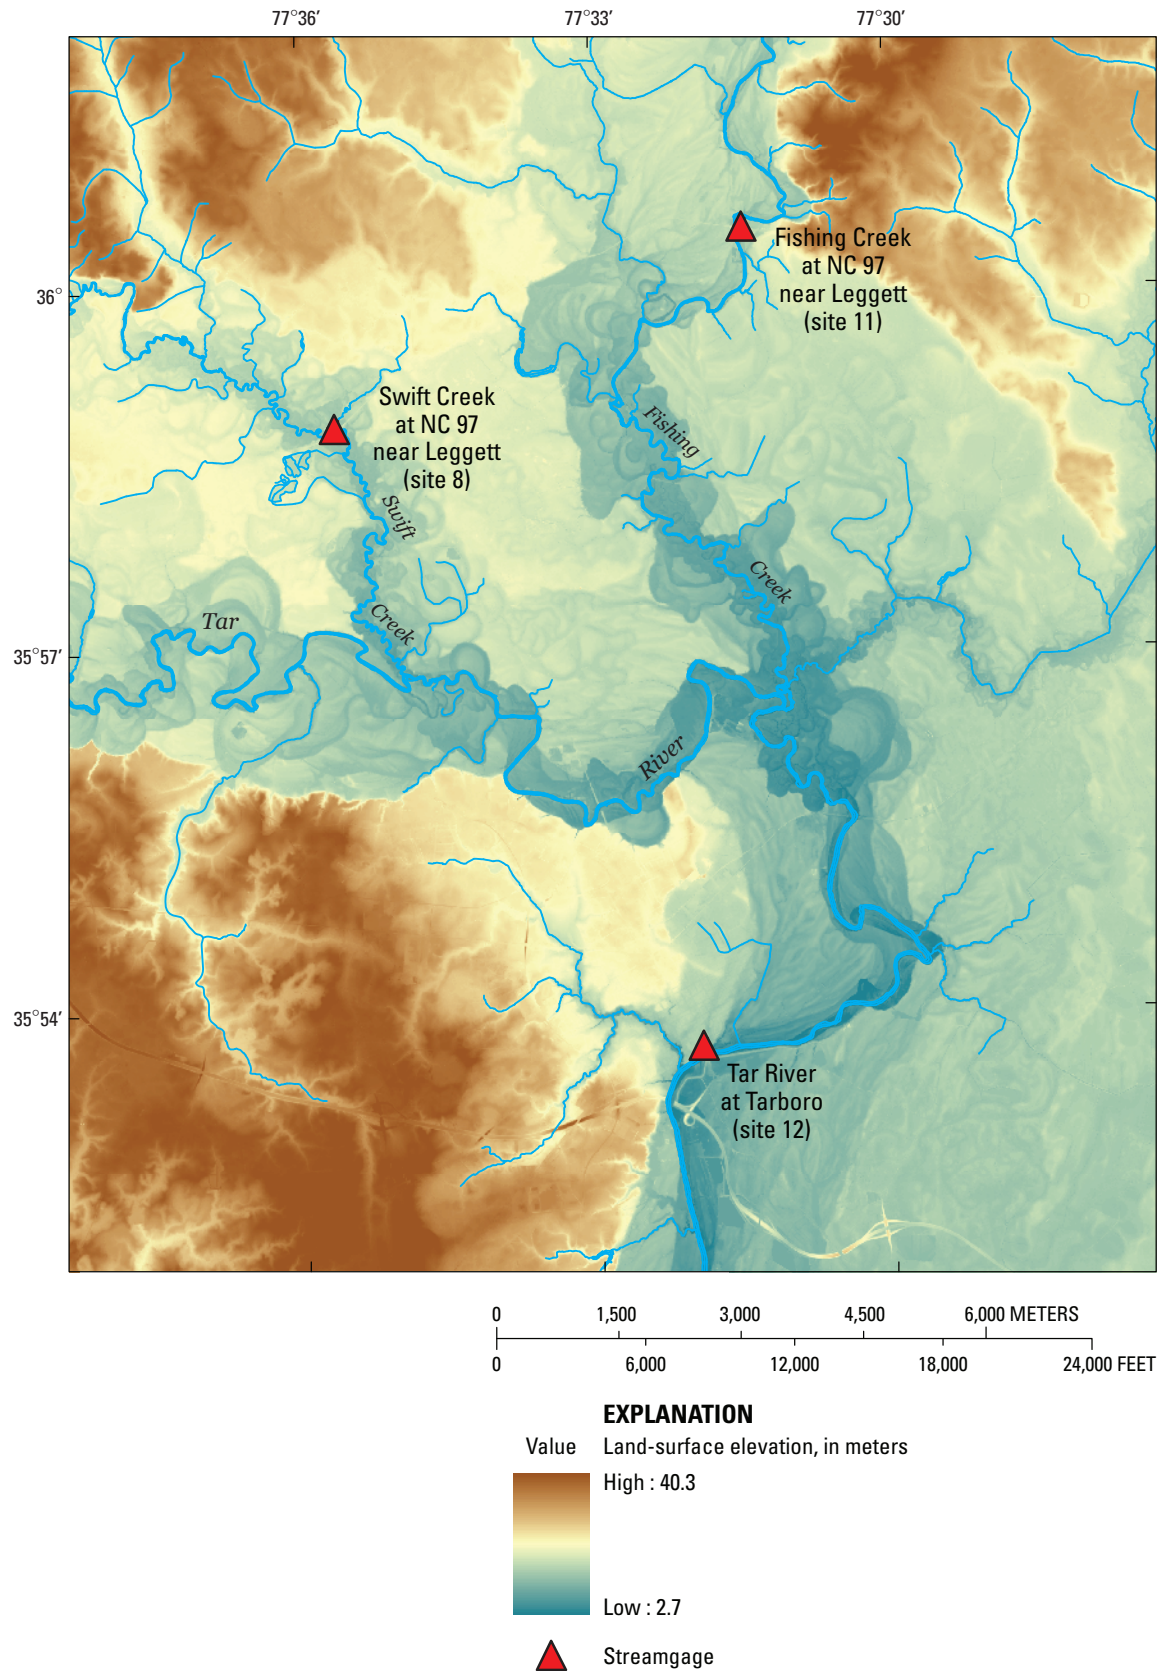 77°36′
77°33′
77°30′
36°
35°57′
35°54′
Fishing Creek
at NC 97
near Leggett
(site 11)
Swift Creek
at NC 97
near Leggett
(site 8)
Fishing
Creek
Swift
Creek
Tar
River
Tar River
at Tarboro
(site 12)
0 1,500 3,000 4,500 6,000 METERS
0 6,000 12,000 18,000 24,000 FEET
EXPLANATION
Value Land-surface elevation, in meters
High : 40.3
Low : 2.7
Streamgage